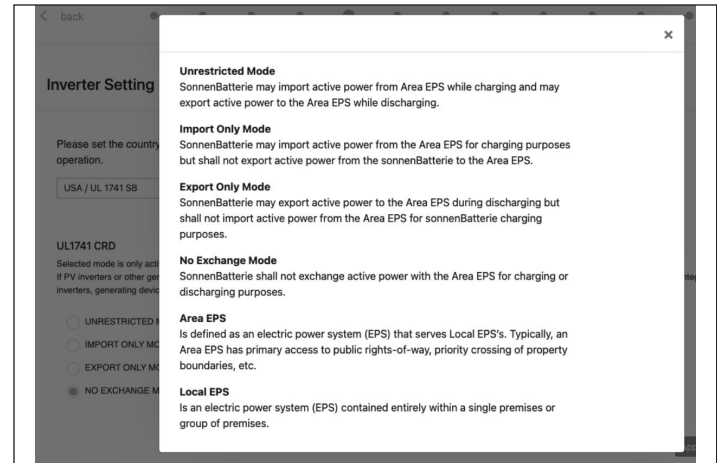 back
×
Inverter Setting
Unrestricted Mode
SonnenBatterie may import active power from Area EPS while charging and may
export active power to the Area EPS while discharging.
Import Only Mode
SonnenBatterie may import active power from the Area EPS for charging purposes
but shall not export active power from the sonnenBatterie to the Area EPS.
Export Only Mode
SonnenBatterie may export active power to the Area EPS during discharging but
shall not import active power from the Area EPS for sonnenBatterie charging
purposes.
No Exchange Mode
SonnenBatterie shall not exchange active power with the Area EPS for charging or
discharging purposes.
Area EPS
Is defined as an electric power system (EPS) that serves Local EPS's. Typically, an
Area EPS has primary access to public rights-of-way, priority crossing of property
boundaries, etc.
Local EPS
Is an electric power system (EPS) contained entirely within a single premises or
group of premises.
Please set the country
operation.
USA / UL 1741 SB
UL1741 CRD
Selected mode is only
If PV inverters or other
inverters, generating
UNRESTRICTED
IMPORT ONLY
EXPORT ONLY
NO EXCHANGE